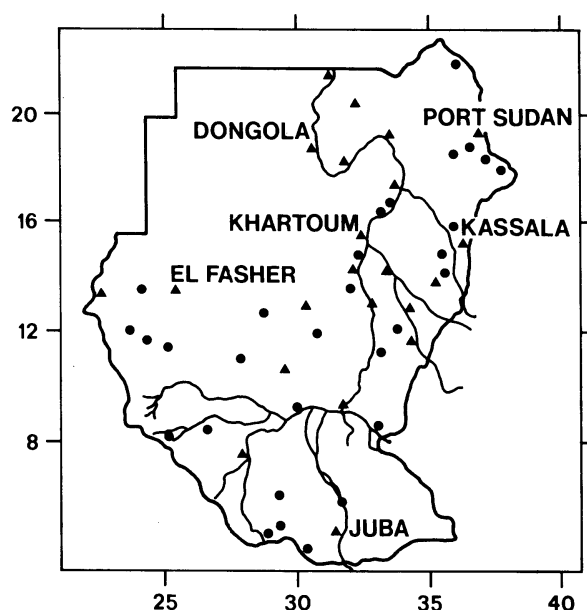 20
PORT SUDAN
DONGOLA
16
KHARTOUM
KASSALA
EL FASHER
12
8
JUBA
25
30
35
40